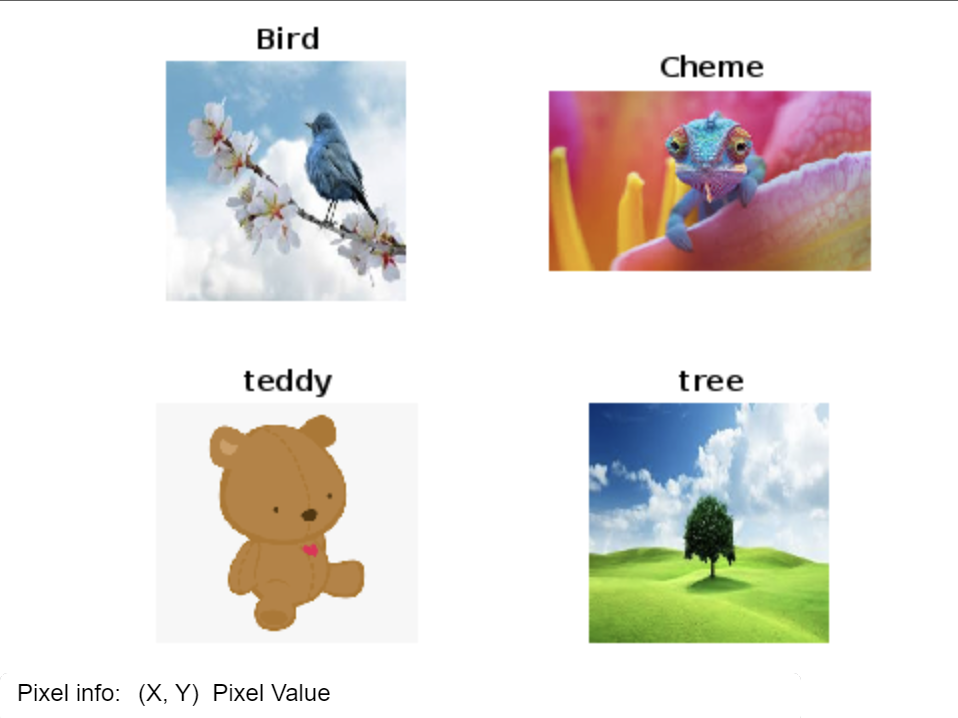 Bird
Cheme
teddy
tree
Pixel info: (X, Y) Pixel Value